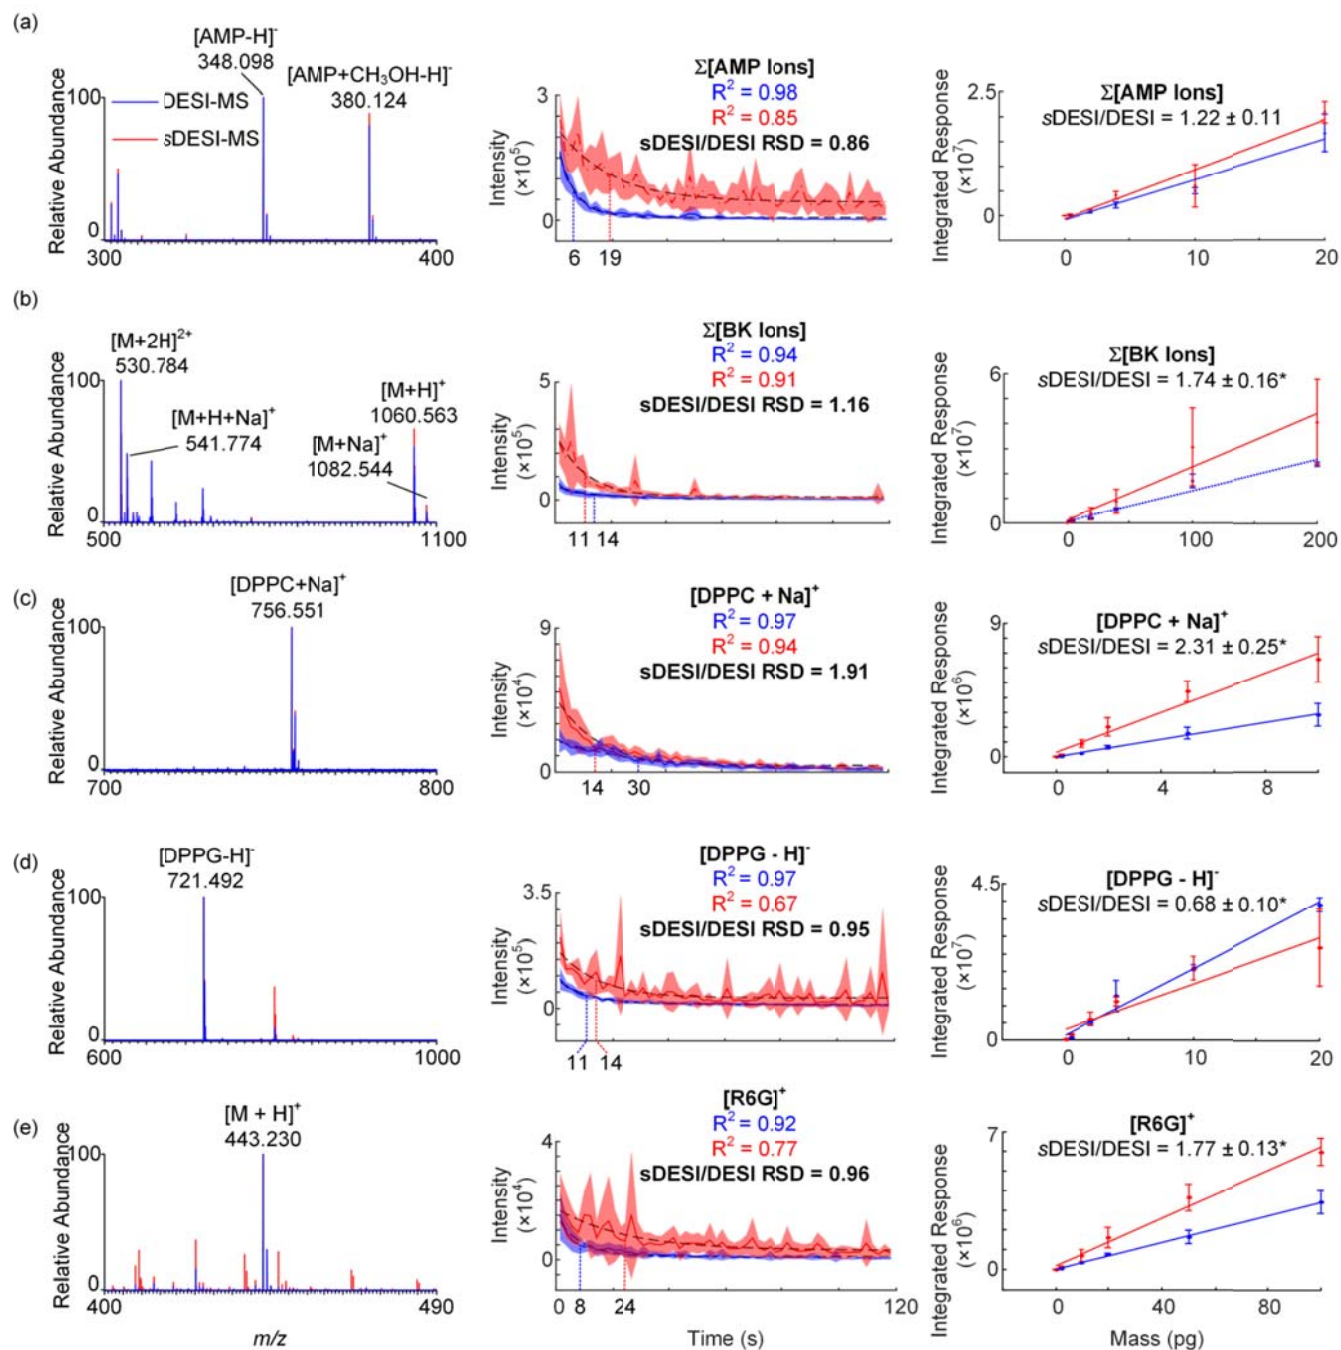 (a)
[AMP-H]⁻
348.098
[AMP+CH₃OH-H]⁻
380.124
DESI-MS
sDESI-MS
Relative Abundance
100
0
300
400
Σ[AMP Ions]
R² = 0.98
R² = 0.85
sDESI/DESI RSD = 0.86
Intensity
(×10⁵)
3
0
6
19
Σ[AMP Ions]
sDESI/DESI = 1.22 ± 0.11
Integrated Response
(×10⁷)
2.5
0
0
10
20
(b)
[M+2H]²⁺
530.784
[M+H+Na]⁺
541.774
[M+H]⁺
1060.563
[M+Na]⁺
1082.544
Relative Abundance
100
0
500
1100
Σ[BK Ions]
R² = 0.94
R² = 0.91
sDESI/DESI RSD = 1.16
Intensity
(×10⁵)
5
0
11
14
Σ[BK Ions]
sDESI/DESI = 1.74 ± 0.16*
Integrated Response
(×10⁷)
6
0
0
100
200
(c)
[DPPC+Na]⁺
756.551
Relative Abundance
100
0
700
800
[DPPC + Na]⁺
R² = 0.97
R² = 0.94
sDESI/DESI RSD = 1.91
Intensity
(×10⁴)
9
0
14
30
[DPPC + Na]⁺
sDESI/DESI = 2.31 ± 0.25*
Integrated Response
(×10⁶)
6
0
0
4
8
(d)
[DPPG-H]⁻
721.492
Relative Abundance
100
0
600
1000
[DPPG - H]⁻
R² = 0.97
R² = 0.67
sDESI/DESI RSD = 0.95
Intensity
(×10⁵)
3.5
0
11
14
[DPPG - H]⁻
sDESI/DESI = 0.68 ± 0.10*
Integrated Response
(×10⁷)
4.5
0
0
10
20
(e)
[M + H]⁺
443.230
Relative Abundance
100
0
400
490
m/z
[R6G]⁺
R² = 0.92
R² = 0.77
sDESI/DESI RSD = 0.96
Intensity
(×10⁴)
4
0
0
8
24
120
Time (s)
[R6G]⁺
sDESI/DESI = 1.77 ± 0.13*
Integrated Response
(×10⁶)
7
0
0
40
80
Mass (pg)